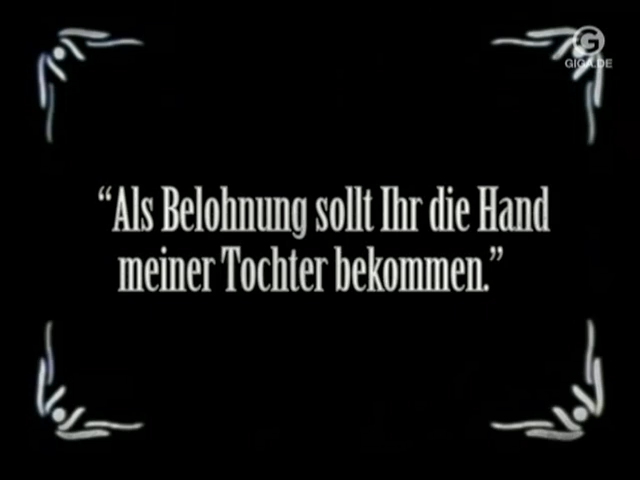 G
GIGA.DE
“Als Belohnung sollt Ihr die Hand
meiner Tochter bekommen.”